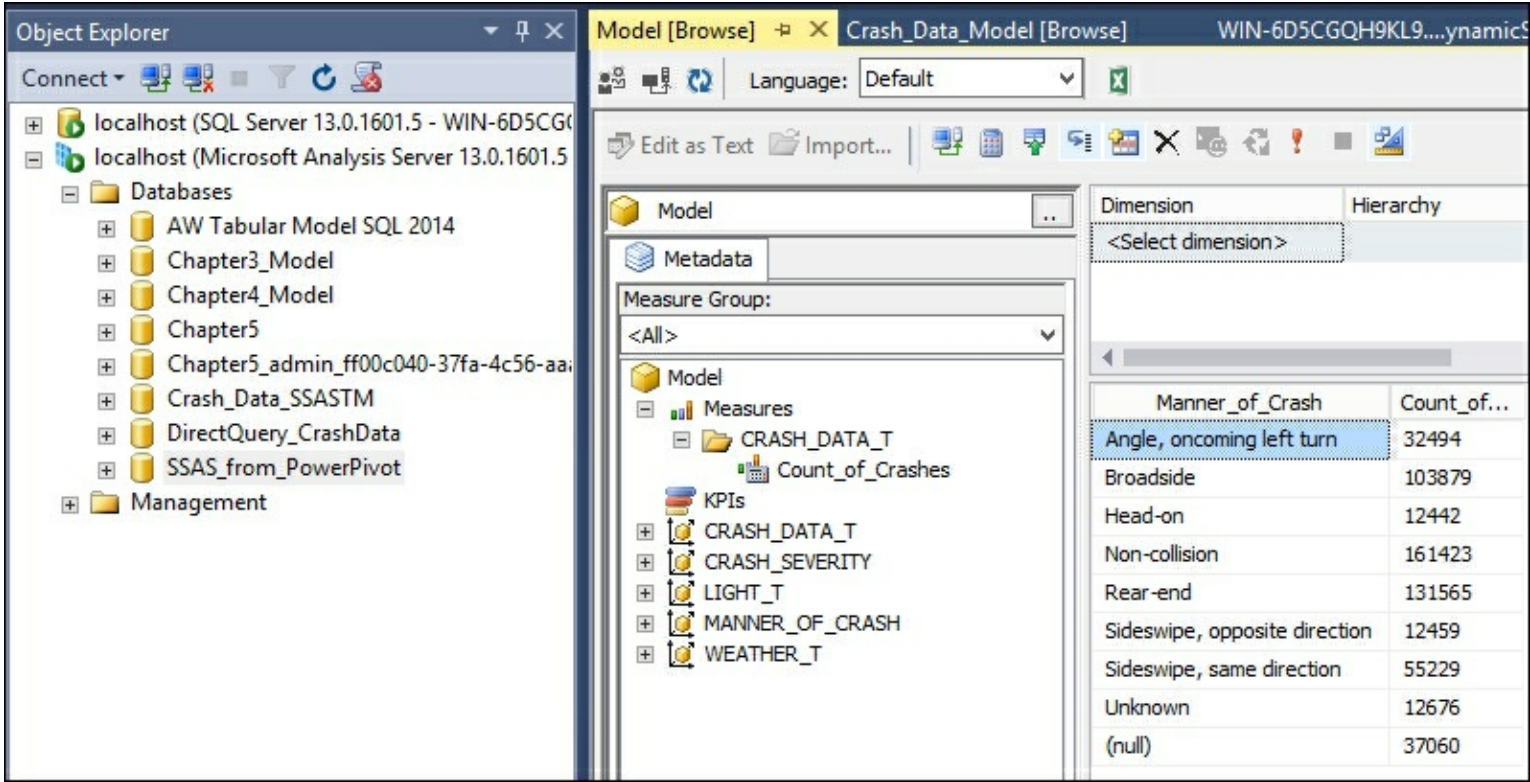 Object Explorer
Connect
localhost (SQL Server 13.0.1601.5 - WIN-6D5CG
localhost (Microsoft Analysis Server 13.0.1601.5
Databases
AW Tabular Model SQL 2014
Chapter3_Model
Chapter4_Model
Chapter5
Chapter5_admin_ff00c040-37fa-4c56-aa
Crash_Data_SSASTM
DirectQuery_CrashData
SSAS_from_PowerPivot
Management
Model [Browse] Crash_Data_Model [Browse] WIN-6D5CGQH9KL9....ynamicS
Language: Default
Edit as Text Import...
Model ..
Metadata
Measure Group:
<All>
Model
Measures
CRASH_DATA_T
Count_of_Crashes
KPIs
CRASH_DATA_T
CRASH_SEVERITY
LIGHT_T
MANNER_OF_CRASH
WEATHER_T
Dimension Hierarchy
<Select dimension>
Manner_of_Crash Count_of...
Angle, oncoming left turn 32494
Broadside 103879
Head-on 12442
Non-collision 161423
Rear-end 131565
Sideswipe, opposite direction 12459
Sideswipe, same direction 55229
Unknown 12676
(null) 37060